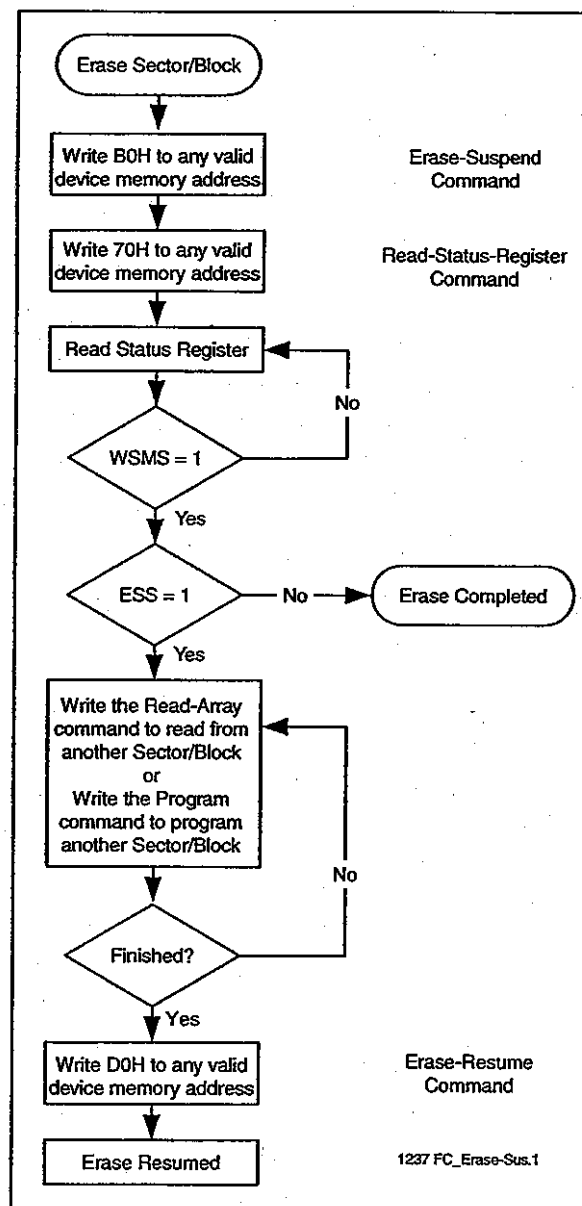 Erase Sector/Block
Write B0H to any valid
device memory address
Erase-Suspend
Command
Write 70H to any valid
device memory address
Read-Status-Register
Command
Read Status Register
No
WSMS = 1
Yes
ESS = 1
No
Erase Completed
Yes
Write the Read-Array
command to read from
another Sector/Block
or
Write the Program
command to program
another Sector/Block
No
Finished?
Yes
Write D0H to any valid
device memory address
Erase-Resume
Command
Erase Resumed
1237 FC_Erase-Sus.1